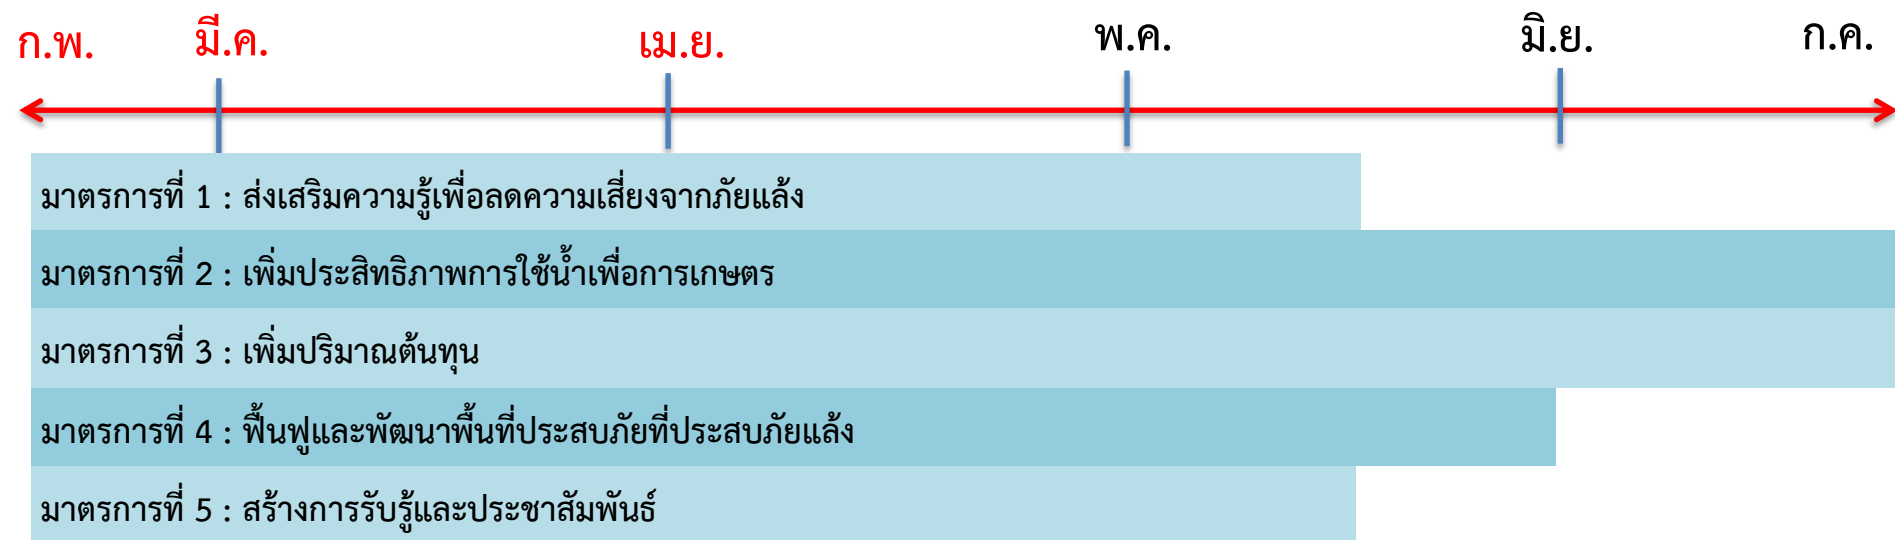 ก.พ. มี.ค. เม.ย. พ.ค. มิ.ย. ก.ค.
มาตรการที่ 1 : ส่งเสริมความรู้เพื่อลดความเสี่ยงจากภัยแล้ง
มาตรการที่ 2 : เพิ่มประสิทธิภาพการใช้น้ำเพื่อการเกษตร
มาตรการที่ 3 : เพิ่มปริมาณต้นทุน
มาตรการที่ 4 : ฟื้นฟูและพัฒนาพื้นที่ประสบภัยที่ประสบภัยแล้ง
มาตรการที่ 5 : สร้างการรับรู้และประชาสัมพันธ์